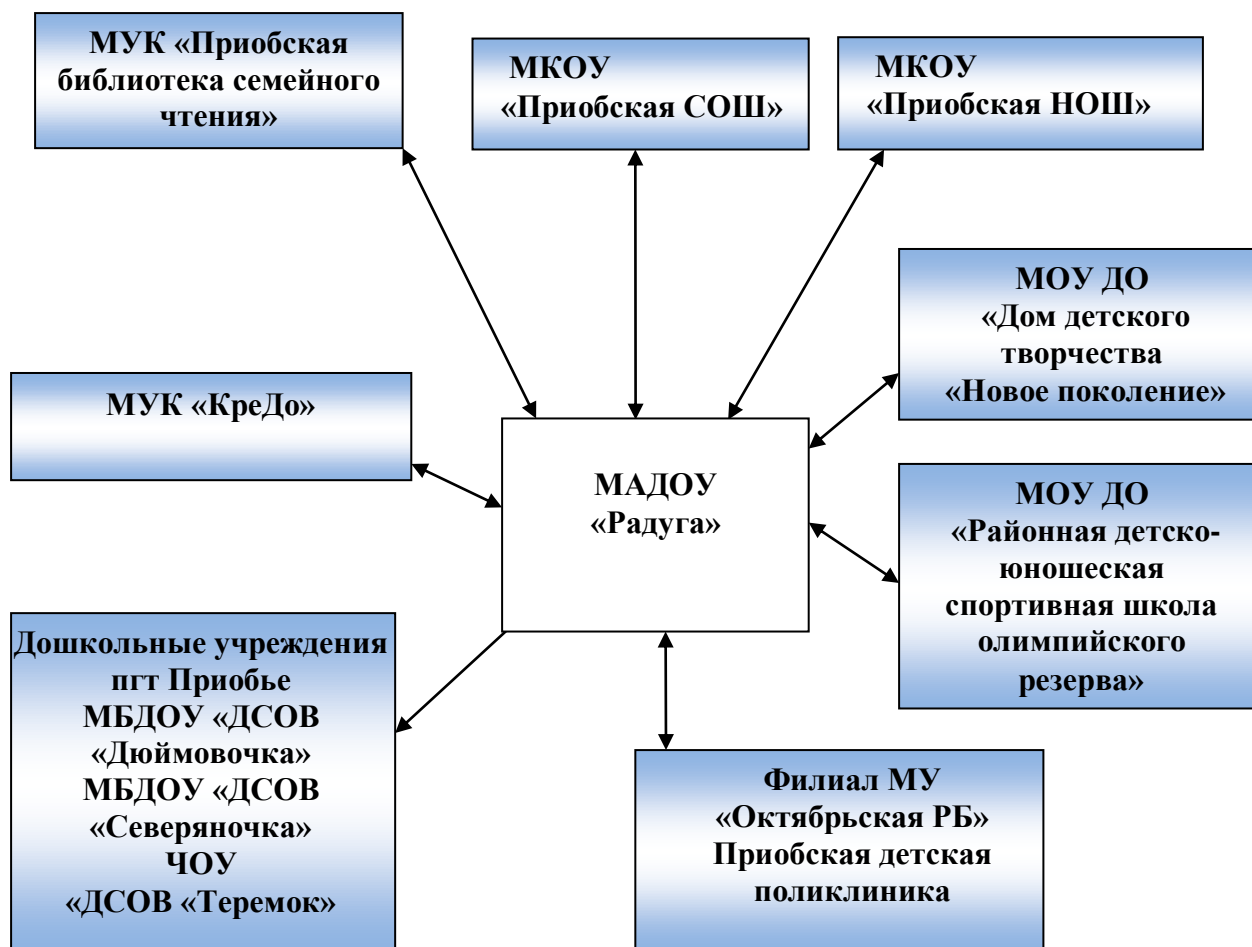 МУК «Приобская
библиотека семейного
чтения»
МКОУ
«Приобская СОШ»
МКОУ
«Приобская НОШ»
МОУ ДО
«Дом детского
творчества
«Новое поколение»
МУК «КреДо»
МАДОУ
«Радуга»
МОУ ДО
«Районная детско-
юношеская
спортивная школа
олимпийского
резерва»
Дошкольные учреждения
пгт Приобье
МБДОУ «ДСОВ
«Дюймовочка»
МБДОУ «ДСОВ
«Северяночка»
ЧОУ
«ДСОВ «Теремок»
Филиал МУ
«Октябрьская РБ»
Приобская детская
поликлиника